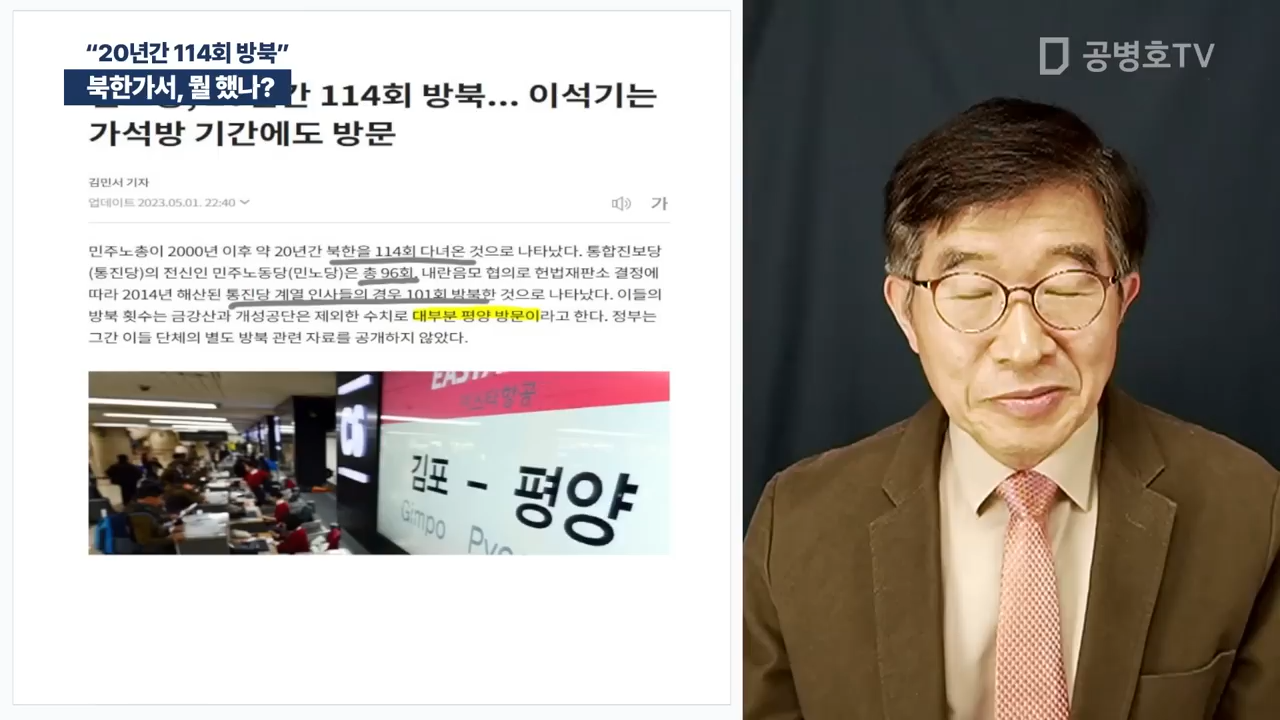 “20년간 114회 방북”
북한가서, 뭘 했나?
공병호TV
114회 방북... 이석기는
가석방 기간에도 방문
김민서 기자
업데이트 2023.05.01. 22:40
가
민주노총이 2000년 이후 약 20년간 북한을 114회 다녀온 것으로 나타났다. 통합진보당
(통진당)의 전신인 민주노동당(민노당)은 총 96회, 내란음모 협의로 헌법재판소 결정에
따라 2014년 해산된 통진당 계열 인사들의 경우 101회 방북한 것으로 나타났다. 이들의
방북 횟수는 금강산과 개성공단은 제외한 수치로 대부분 평양 방문이라고 한다. 정부는
그간 이들 단체의 별도 방북 관련 자료를 공개하지 않았다.
김포 - 평양
Gimpo